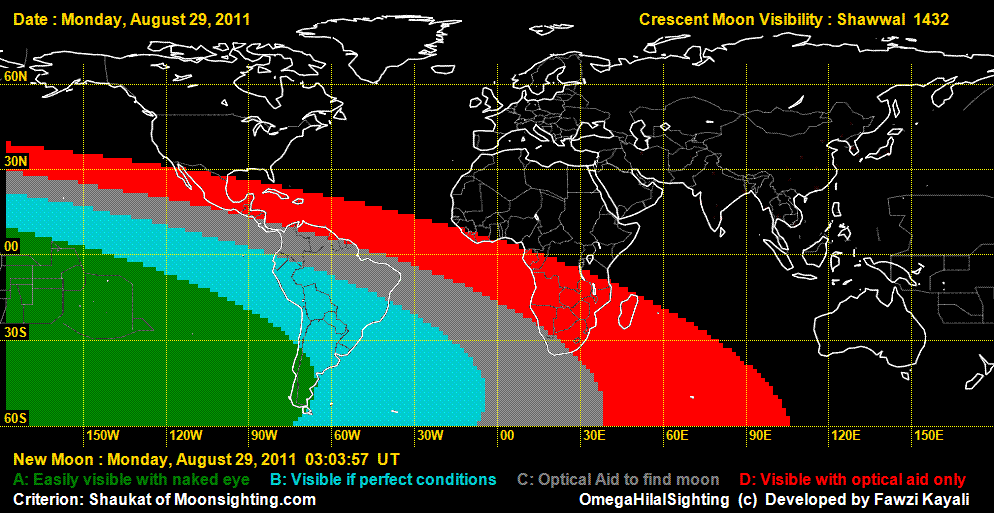 Date : Monday, August 29, 2011
Crescent Moon Visibility : Shawwal 1432
60N
30N
00
30S
60S
150W 120W 90W 60W 30W 00 30E 60E 90E 120E 150E
New Moon : Monday, August 29, 2011 03:03:57 UT
A: Easily visible with naked eye B: Visible if perfect conditions C: Optical Aid to find moon D: Visible with optical aid only
Criterion: Shaukat of Moonsighting.com OmegaHilalSighting (c) Developed by Fawzi Kayali